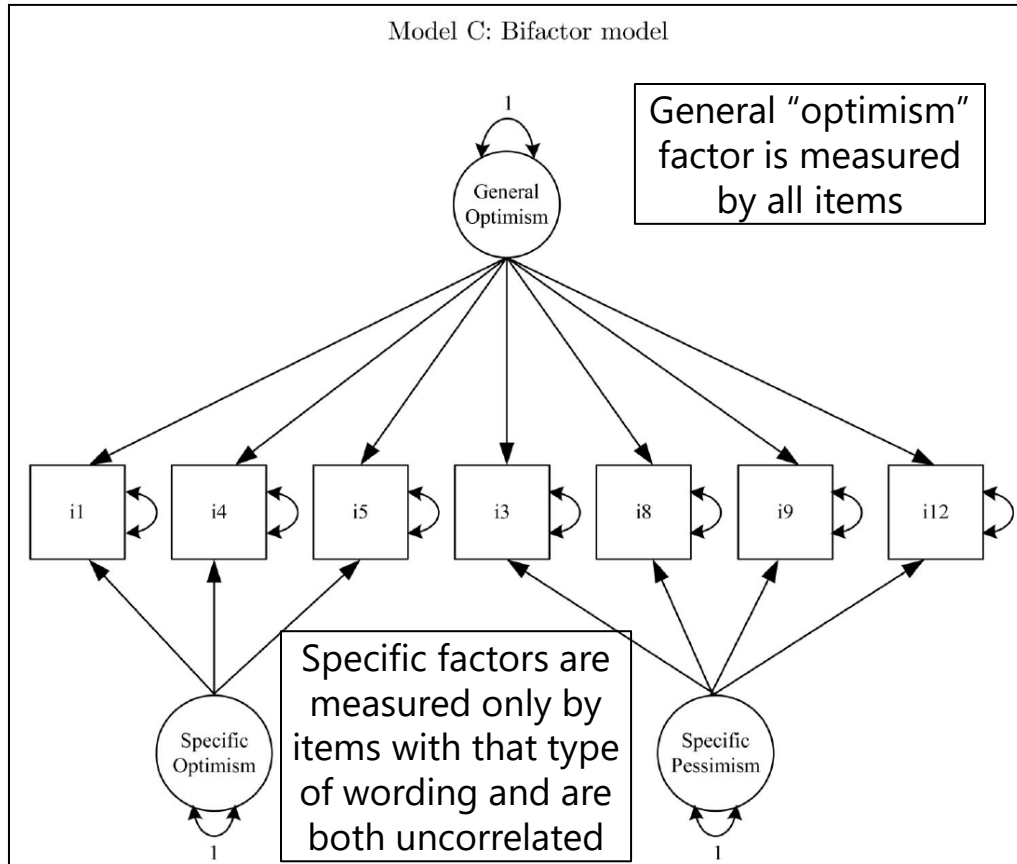 Model C: Bifactor model
1
General “optimism”
factor is measured
by all items
General
Optimism
i1
i4
i5
i3
i8
i9
i12
Specific factors are
measured only by
items with that type
of wording and are
both uncorrelated
Specific
Optimism
1
Specific
Pessimism
1